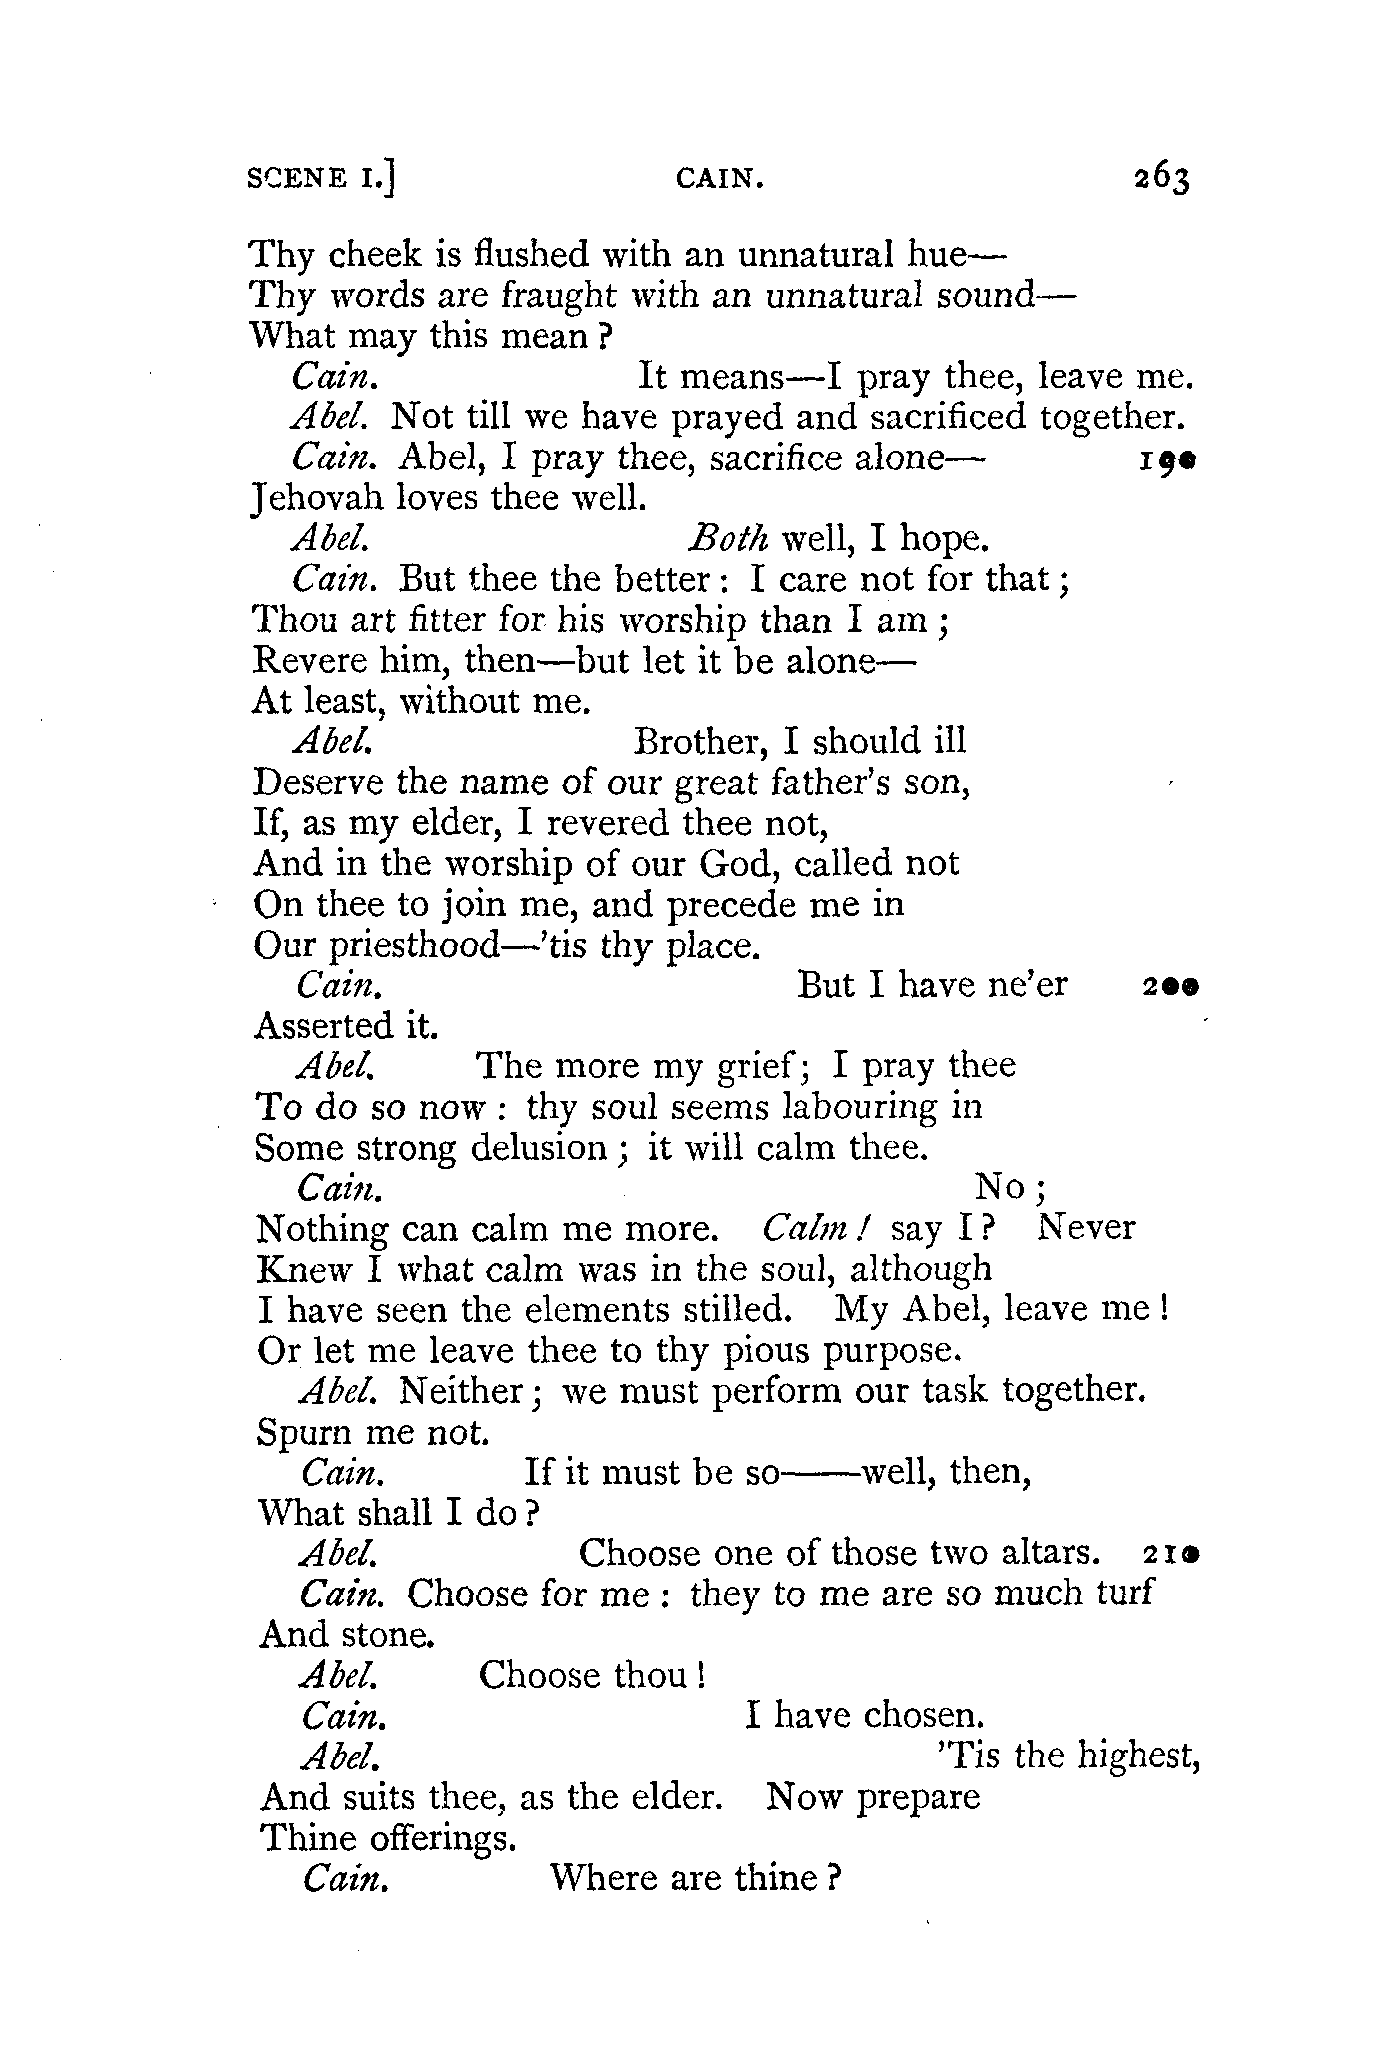 SCENE I.] CAIN. 263
Thy cheek is flushed with an unnatural hue—
Thy words are fraught with an unnatural sound—
What may this mean ?
Cain. It means—I pray thee, leave me.
Abel. Not till we have prayed and sacrificed together.
Cain. Abel, I pray thee, sacrifice alone— 190
Jehovah loves thee well.
Abel. Both well, I hope.
Cain. But thee the better : I care not for that ;
Thou art fitter for his worship than I am ;
Revere him, then—but let it be alone—
At least, without me.
Abel. Brother, I should ill
Deserve the name of our great father's son,
If, as my elder, I revered thee not,
And in the worship of our God, called not
On thee to join me, and precede me in
Our priesthood—'tis thy place.
Cain. But I have ne'er 200
Asserted it.
Abel. The more my grief ; I pray thee
To do so now : thy soul seems labouring in
Some strong delusion ; it will calm thee.
Cain. No ;
Nothing can calm me more. Calm ! say I ? Never
Knew I what calm was in the soul, although
I have seen the elements stilled. My Abel, leave me !
Or let me leave thee to thy pious purpose.
Abel. Neither ; we must perform our task together.
Spurn me not.
Cain. If it must be so——well, then,
What shall I do ?
Abel. Choose one of those two altars. 210
Cain. Choose for me : they to me are so much turf
And stone.
Abel. Choose thou !
Cain. I have chosen.
Abel. 'Tis the highest,
And suits thee, as the elder. Now prepare
Thine offerings.
Cain. Where are thine ?